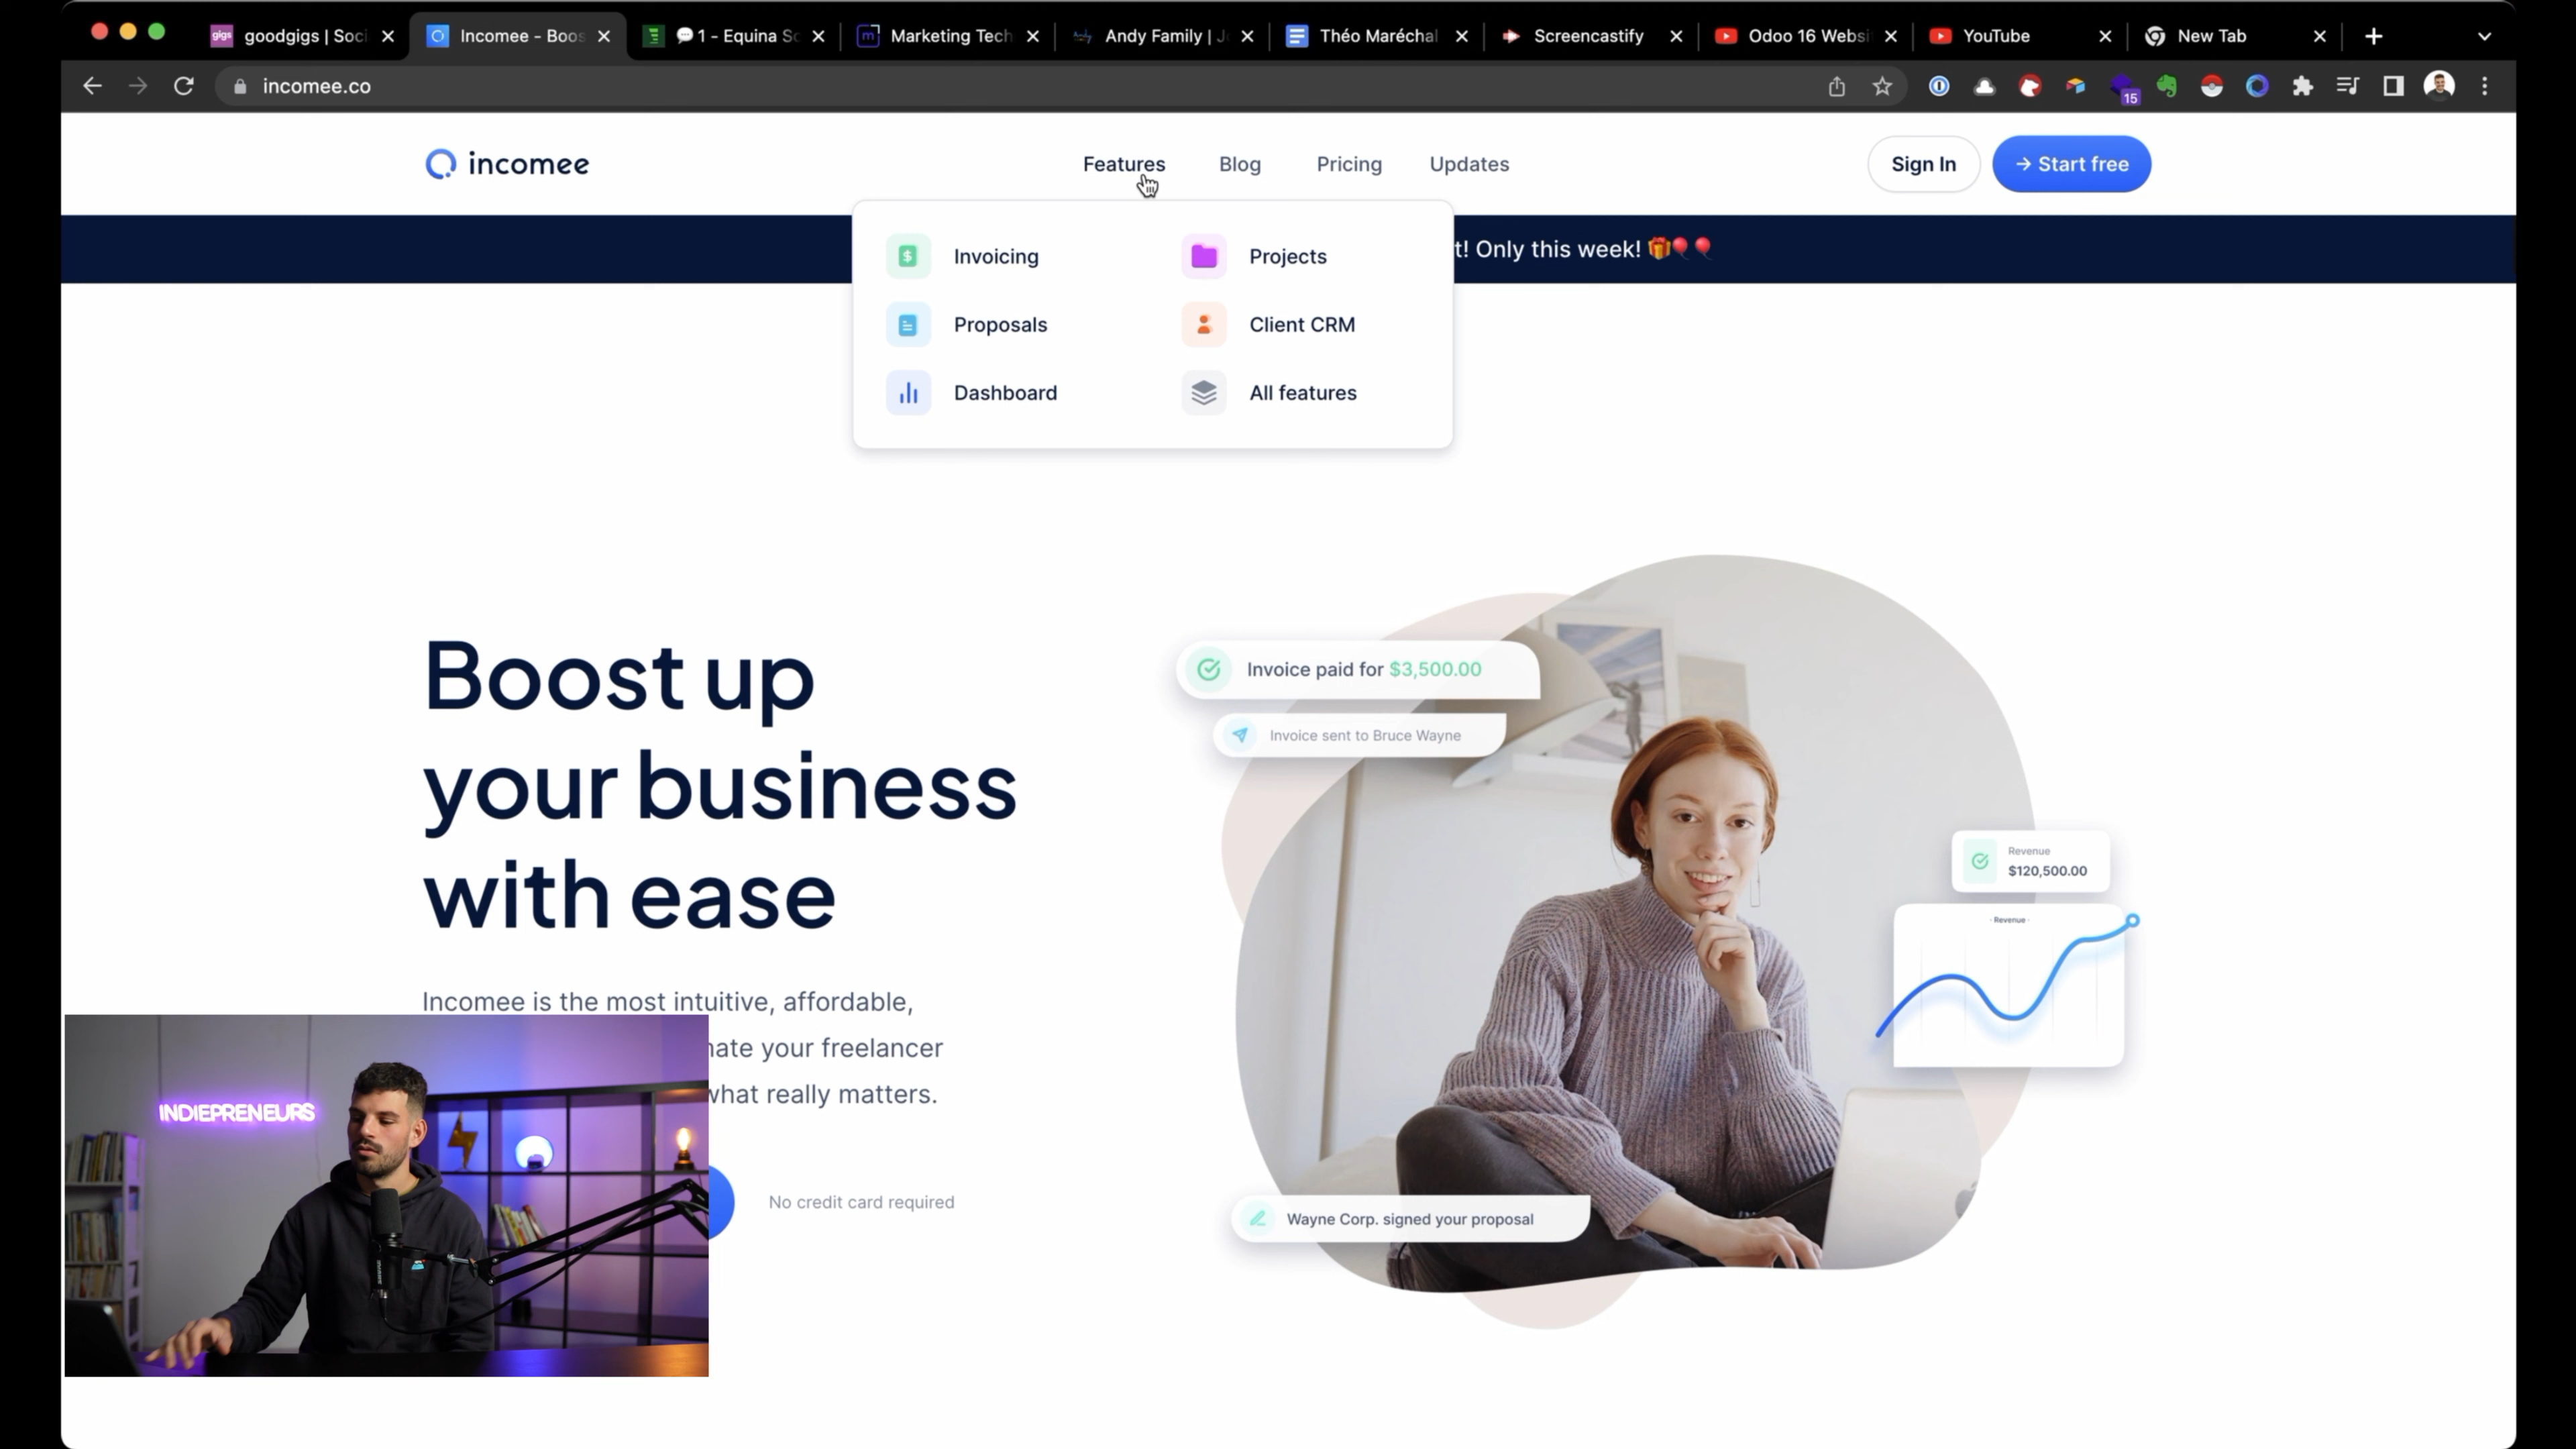 goodgigs | Soci
Incomee - Boos
1 - Equina Sc
Marketing Tech
Andy Family | J
Théo Maréchal
Screencastify
Odoo 16 Websi
YouTube
New Tab
incomee.co
15
incomee
Features
Blog
Pricing
Updates
Sign In
→ Start free
t! Only this week! 🎁🎈🎈
Invoicing
Projects
Proposals
Client CRM
Dashboard
All features
Boost up
your business
with ease
Incomee is the most intuitive, affordable,
nate your freelancer
what really matters.
No credit card required
Invoice paid for $3,500.00
Invoice sent to Bruce Wayne
Revenue
$120,500.00
· Revenue ·
Wayne Corp. signed your proposal
INDIEPRENEURS